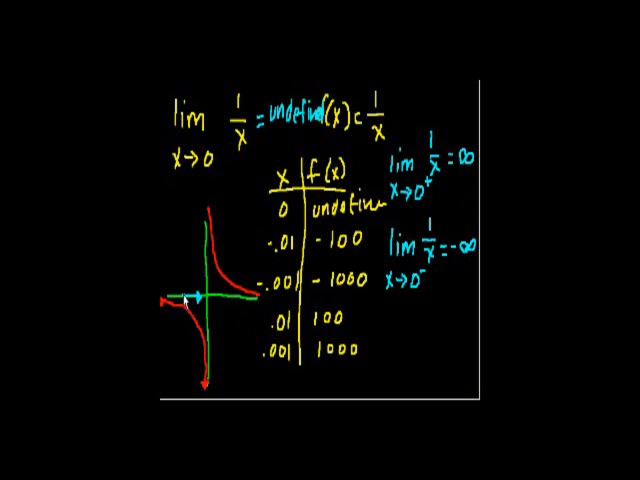 lim 1/x = undefined f(x) = 1/x
x→0
x | f(x)
0 | undefined
-.01 | -100
-.001 | -1000
.01 | 100
.001 | 1000
lim 1/x = ∞
x→0⁺
lim 1/x = -∞
x→0⁻